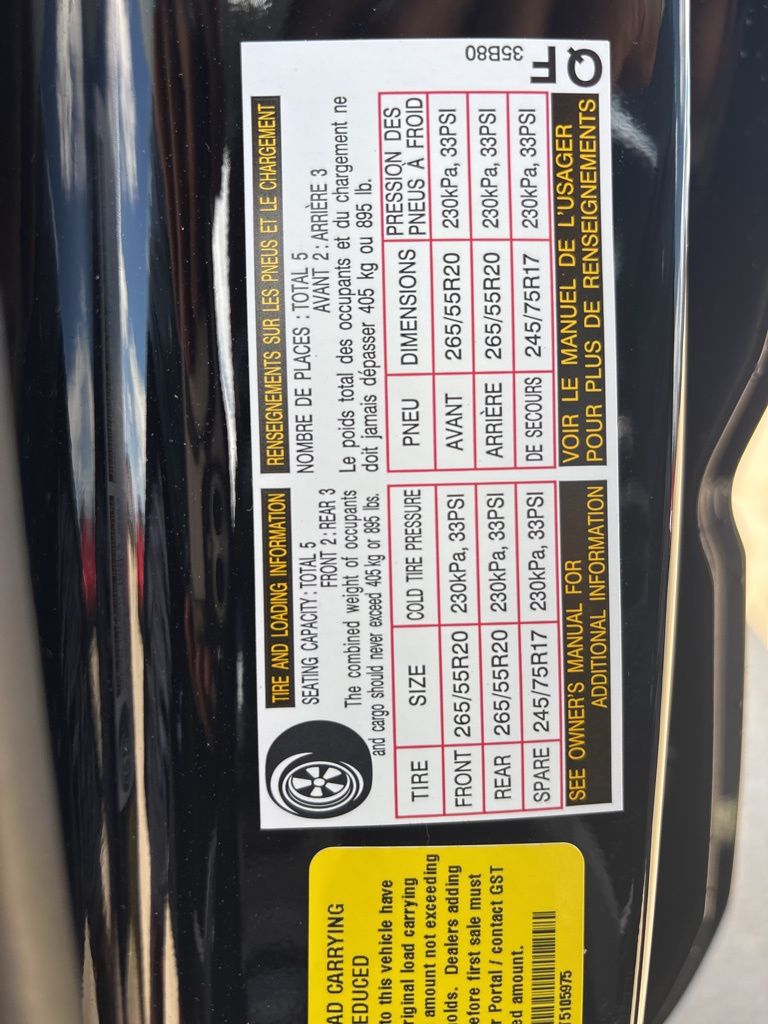 TIRE AND LOADING INFORMATION
SEATING CAPACITY: TOTAL 5
FRONT 2: REAR 3
The combined weight of occupants
and cargo should never exceed 405 kg or 895 lbs.
TIRE SIZE COLD TIRE PRESSURE
FRONT 265/55R20 230kPa, 33PSI
REAR 265/55R20 230kPa, 33PSI
SPARE 245/75R17 230kPa, 33PSI
SEE OWNER'S MANUAL FOR
ADDITIONAL INFORMATION
RENSEIGNEMENTS SUR LES PNEUS ET LE CHARGEMENT
NOMBRE DE PLACES : TOTAL 5
AVANT 2 : ARRIÈRE 3
Le poids total des occupants et du chargement ne
doit jamais dépasser 405 kg ou 895 lb.
PNEU DIMENSIONS PRESSION DES
PNEUS À FROID
AVANT 265/55R20 230kPa, 33PSI
ARRIÈRE 265/55R20 230kPa, 33PSI
DE SECOURS 245/75R17 230kPa, 33PSI
VOIR LE MANUEL DE L'USAGER
POUR PLUS DE RENSEIGNEMENTS
35B80
QF
AD CARRYING
EDUCED
to this vehicle have
riginal load carrying
amount not exceeding
olds. Dealers adding
efore first sale must
r Portal / contact GST
ed amount.
5105975